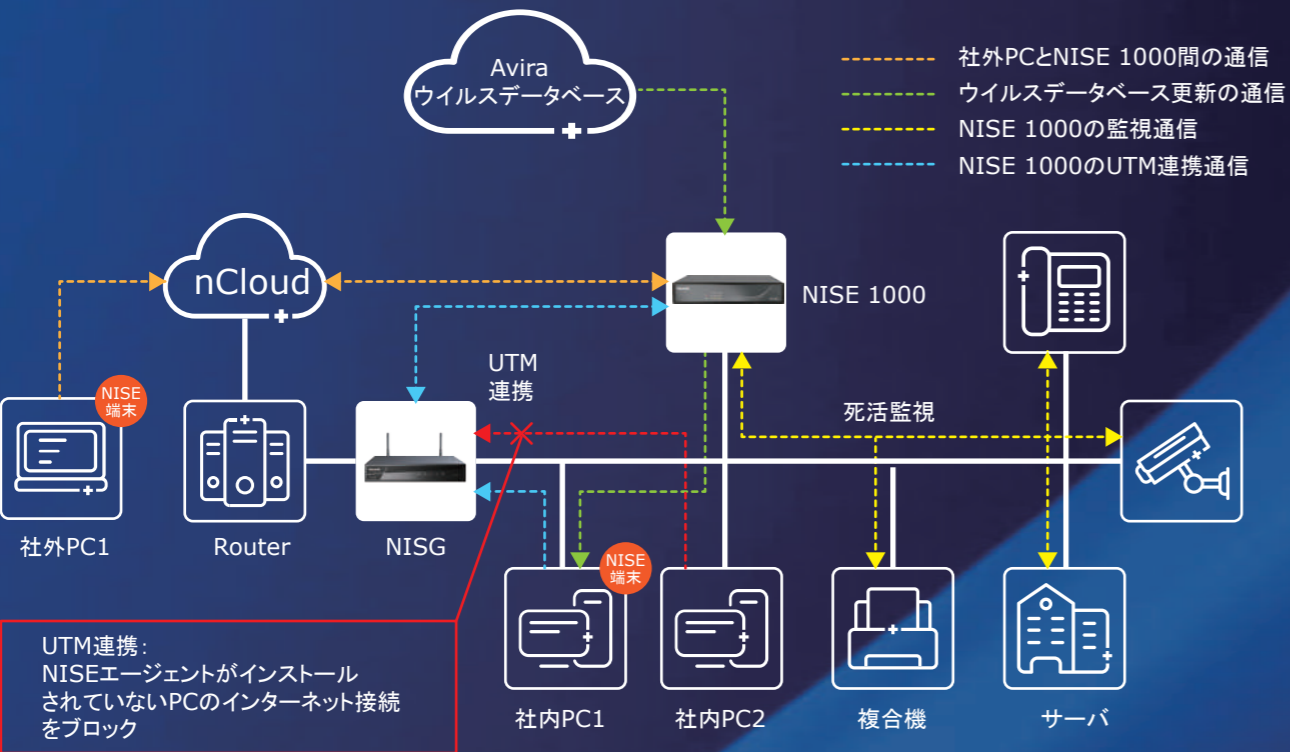 Avira
ウイルスデータベース
社外PCとNISE 1000間の通信
ウイルスデータベース更新の通信
NISE 1000の監視通信
NISE 1000のUTM連携通信
nCloud
NISE 1000
UTM
連携
NISE
端末
死活監視
社外PC1
Router
NISG
NISE
端末
UTM連携:
NISEエージェントがインストール
されていないPCのインターネット接続
をブロック
社内PC1
社内PC2
複合機
サーバ